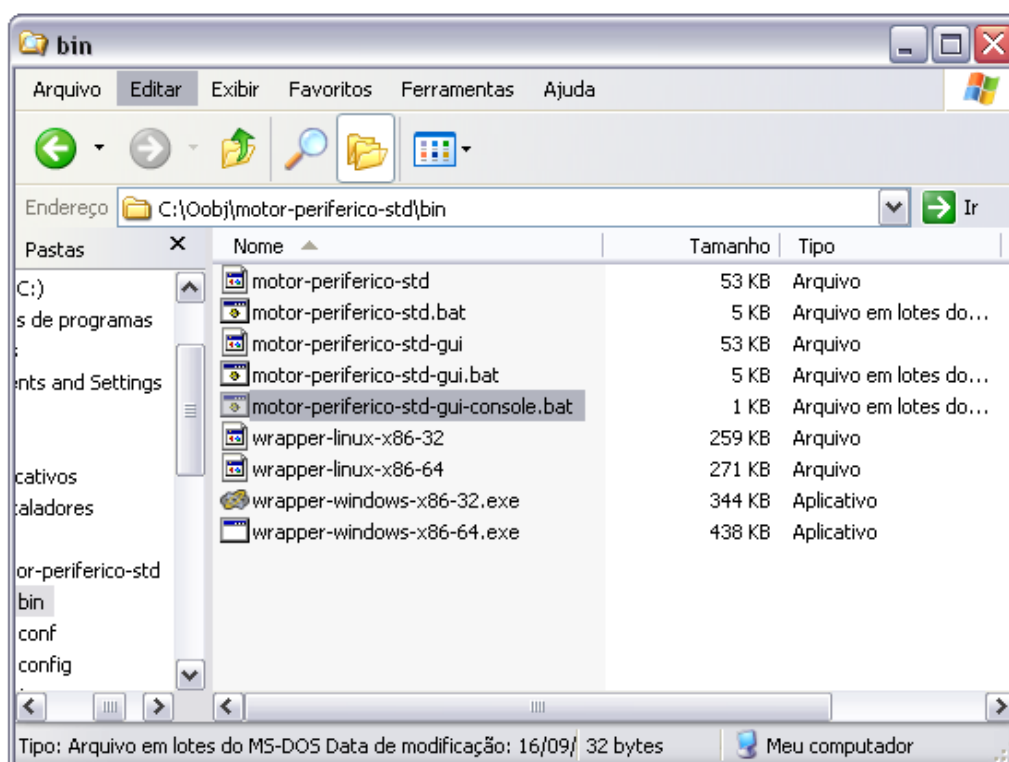 bin
Arquivo Editar Exibir Favoritos Ferramentas Ajuda
Endereço C:\Oobj\motor-periferico-std\bin Ir
Pastas X Nome Tamanho Tipo
C:)
s de programas
nts and Settings
cativos
aladores
or-periferico-std
bin
conf
config
motor-periferico-std 53 KB Arquivo
motor-periferico-std.bat 5 KB Arquivo em lotes do...
motor-periferico-std-gui 53 KB Arquivo
motor-periferico-std-gui.bat 5 KB Arquivo em lotes do...
motor-periferico-std-gui-console.bat 1 KB Arquivo em lotes do...
wrapper-linux-x86-32 259 KB Arquivo
wrapper-linux-x86-64 271 KB Arquivo
wrapper-windows-x86-32.exe 344 KB Aplicativo
wrapper-windows-x86-64.exe 438 KB Aplicativo
Tipo: Arquivo em lotes do MS-DOS Data de modificação: 16/09/ 32 bytes Meu computador